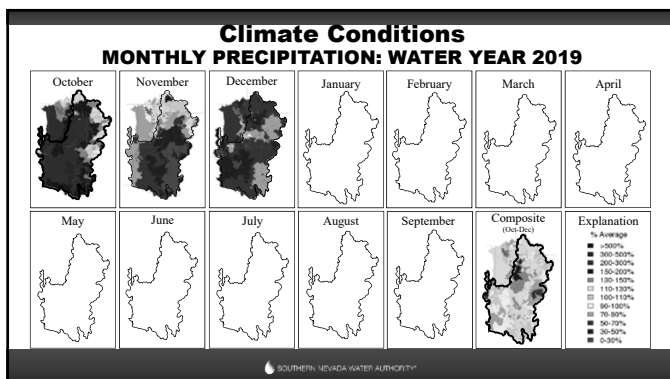 Climate Conditions
MONTHLY PRECIPITATION: WATER YEAR 2019
October
November
December
January
February
March
April
May
June
July
August
September
Composite
(Oct-Dec)
Explanation
% Average
>500%
300-500%
200-300%
150-200%
130-150%
110-130%
100-110%
90-100%
70-90%
50-70%
30-50%
0-30%
SOUTHERN NEVADA WATER AUTHORITY®